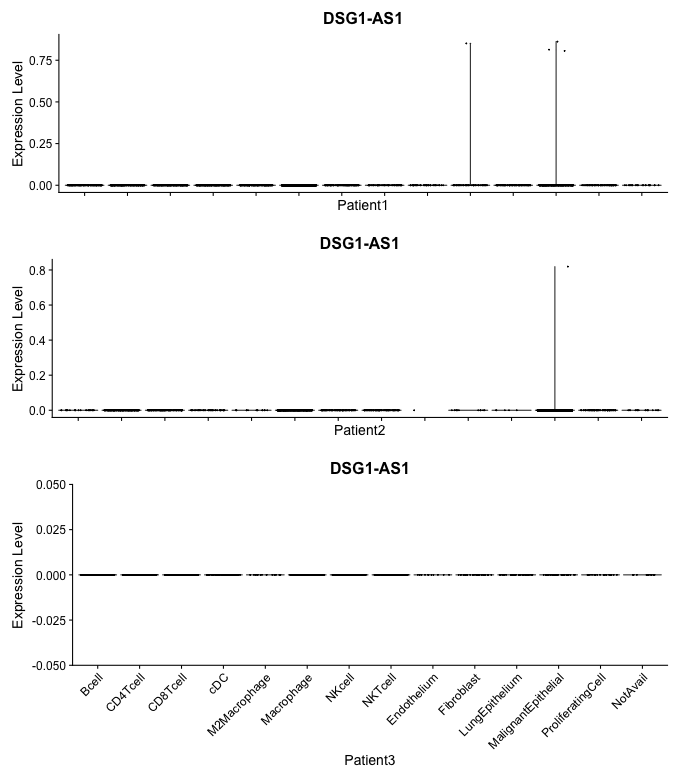 DSG1-AS1
Expression Level
0.75
0.50
0.25
0.00
Patient1
DSG1-AS1
Expression Level
0.8
0.6
0.4
0.2
0.0
Patient2
DSG1-AS1
Expression Level
0.050
0.025
0.000
-0.025
-0.050
Bcell
CD4Tcell
CD8Tcell
cDC
M2Macrophage
Macrophage
NKcell
NKTcell
Endothelium
Fibroblast
LungEpithelium
MalignantEpithelial
ProliferatingCell
NotAvail
Patient3